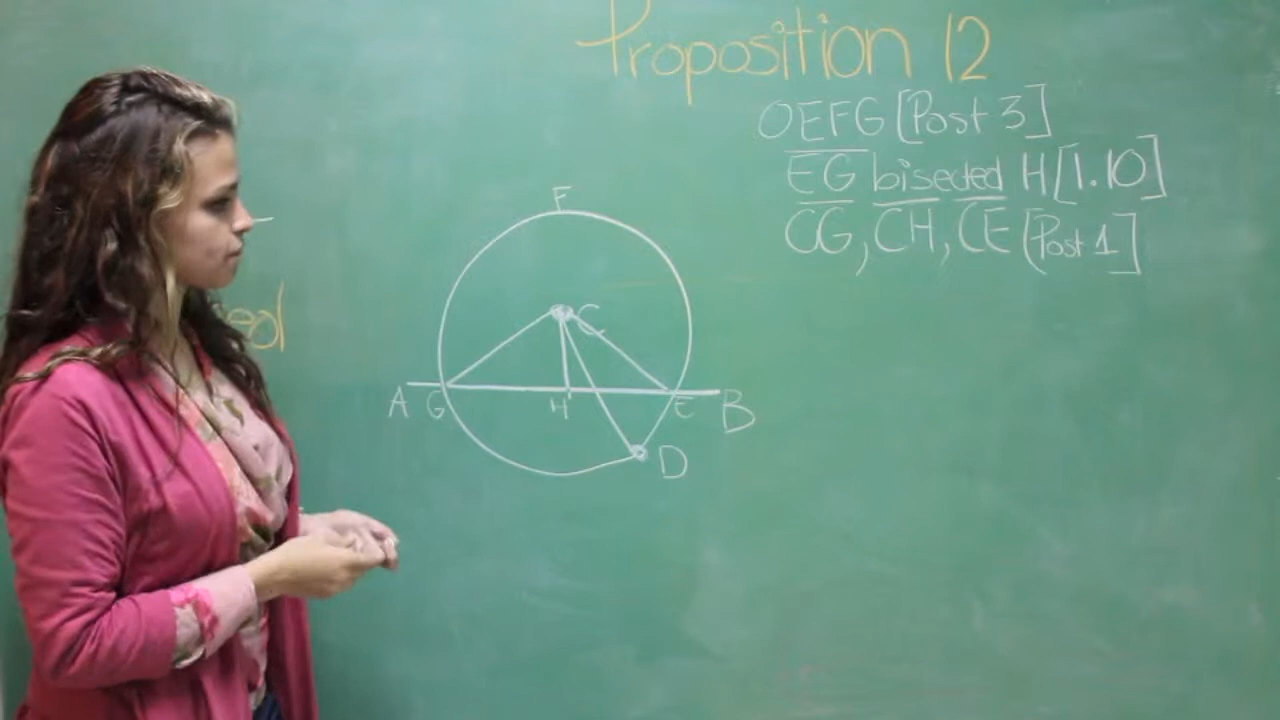 Proposition 12
OEFG [Post 3]
EG bisected H [1.10]
CG, CH, CE [Post 1]
F
C
A G H E B
D